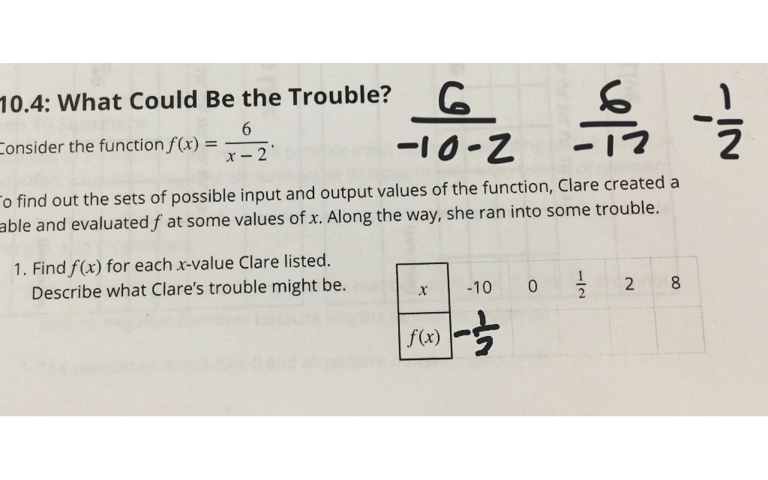 10.4: What Could Be the Trouble?
6/(-10-2) 6/-12 -1/2
Consider the function f(x) = 6/(x − 2).
To find out the sets of possible input and output values of the function, Clare created a
able and evaluated f at some values of x. Along the way, she ran into some trouble.
1. Find f(x) for each x-value Clare listed.
Describe what Clare's trouble might be.
x -10 0 1/2 2 8
f(x) -1/2